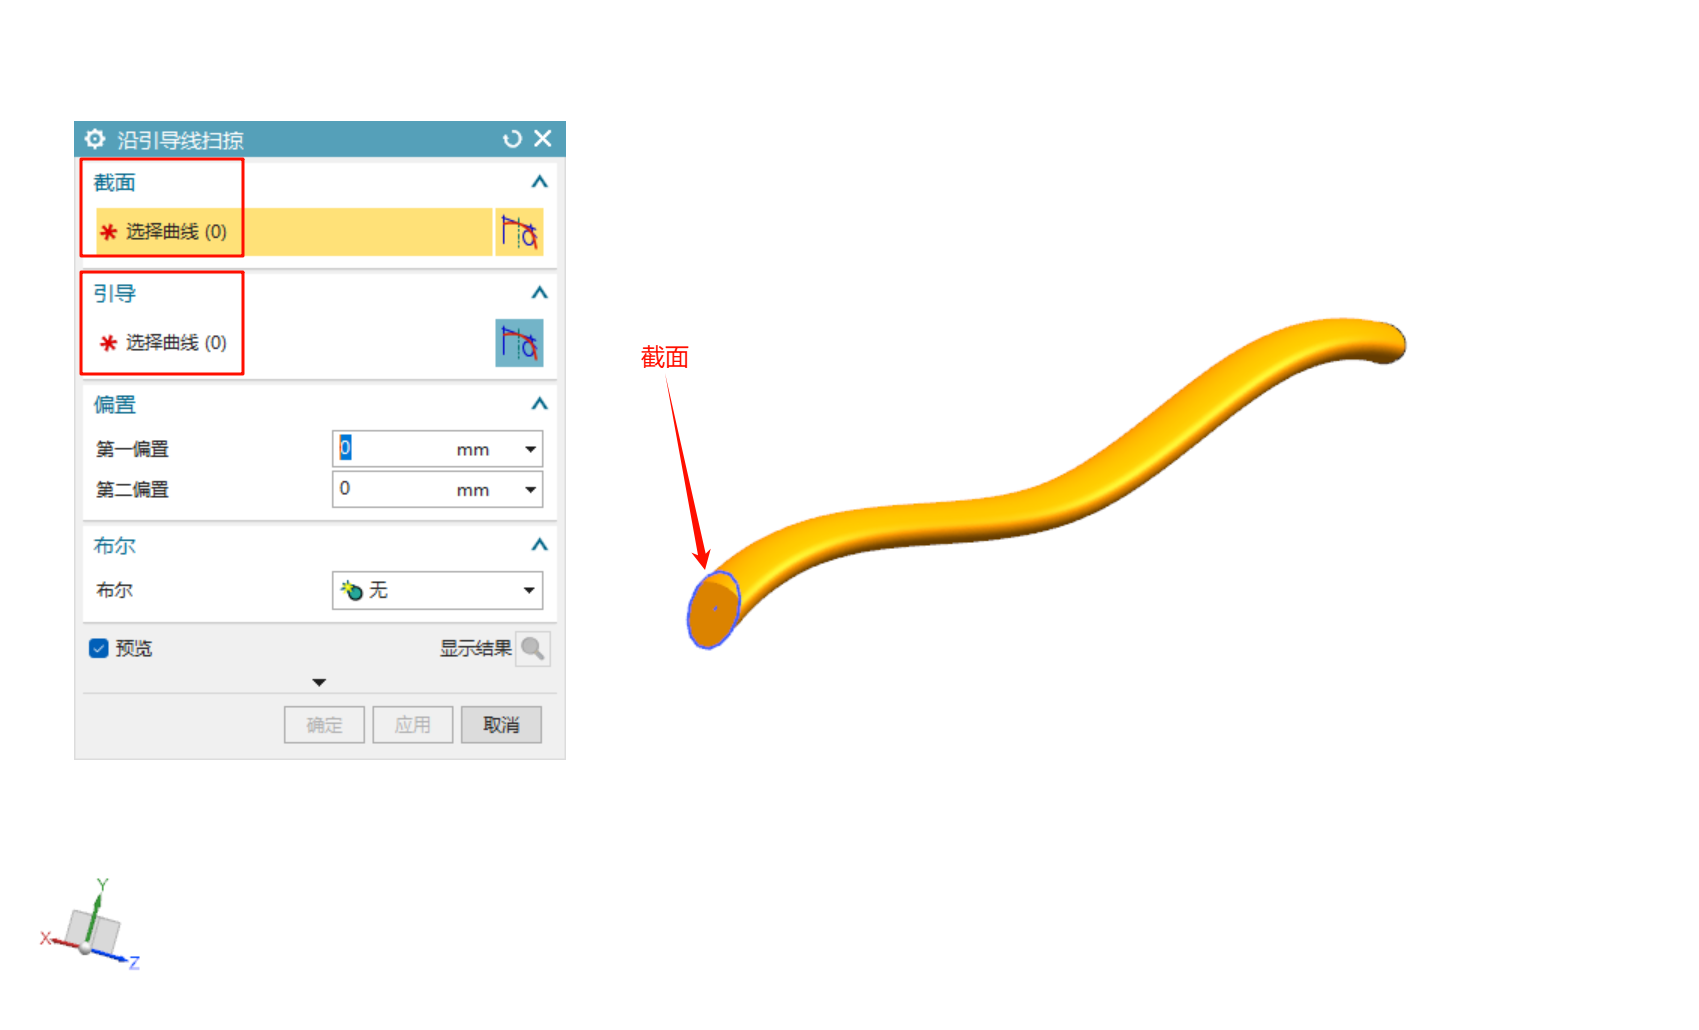 沿引导线扫掠
截面
* 选择曲线 (0)
引导
* 选择曲线 (0)
偏置
第一偏置 0 mm
第二偏置 0 mm
布尔
布尔 无
预览 显示结果
确定 应用 取消
截面
Y
X
Z